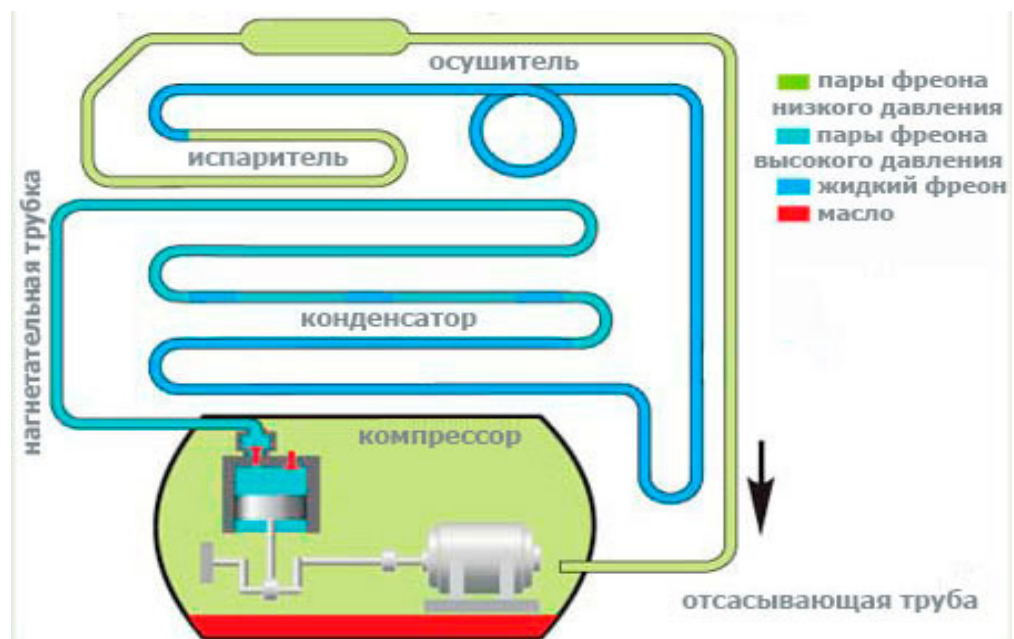 осушитель
пары фреона
низкого давления
пары фреона
высокого давления
жидкий фреон
масло
испаритель
нагнетательная трубка
конденсатор
компрессор
отсасывающая труба